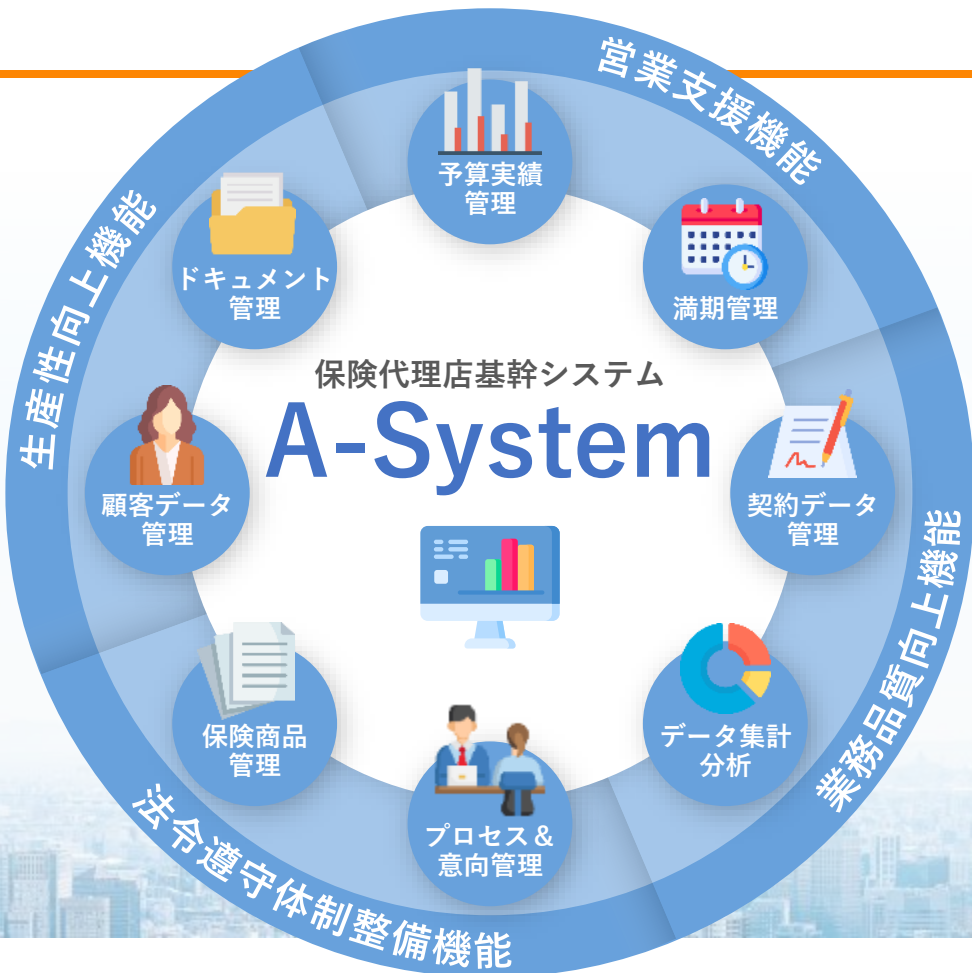 営業支援機能
予算実績
管理
ドキュメント
管理
満期管理
生産性向上機能
保険代理店基幹システム
A-System
顧客データ
管理
契約データ
管理
業務品質向上機能
保険商品
管理
データ集計
分析
プロセス&
意向管理
法令遵守体制整備機能